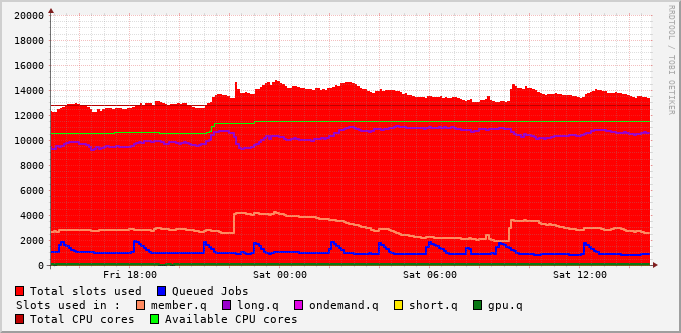 20000
18000
16000
14000
12000
10000
8000
6000
4000
2000
0
Fri 18:00 Sat 00:00 Sat 06:00 Sat 12:00
RRDTOOL / TOBI OETIKER
Total slots used Queued Jobs
Slots used in : member.q long.q ondemand.q short.q gpu.q
Total CPU cores Available CPU cores